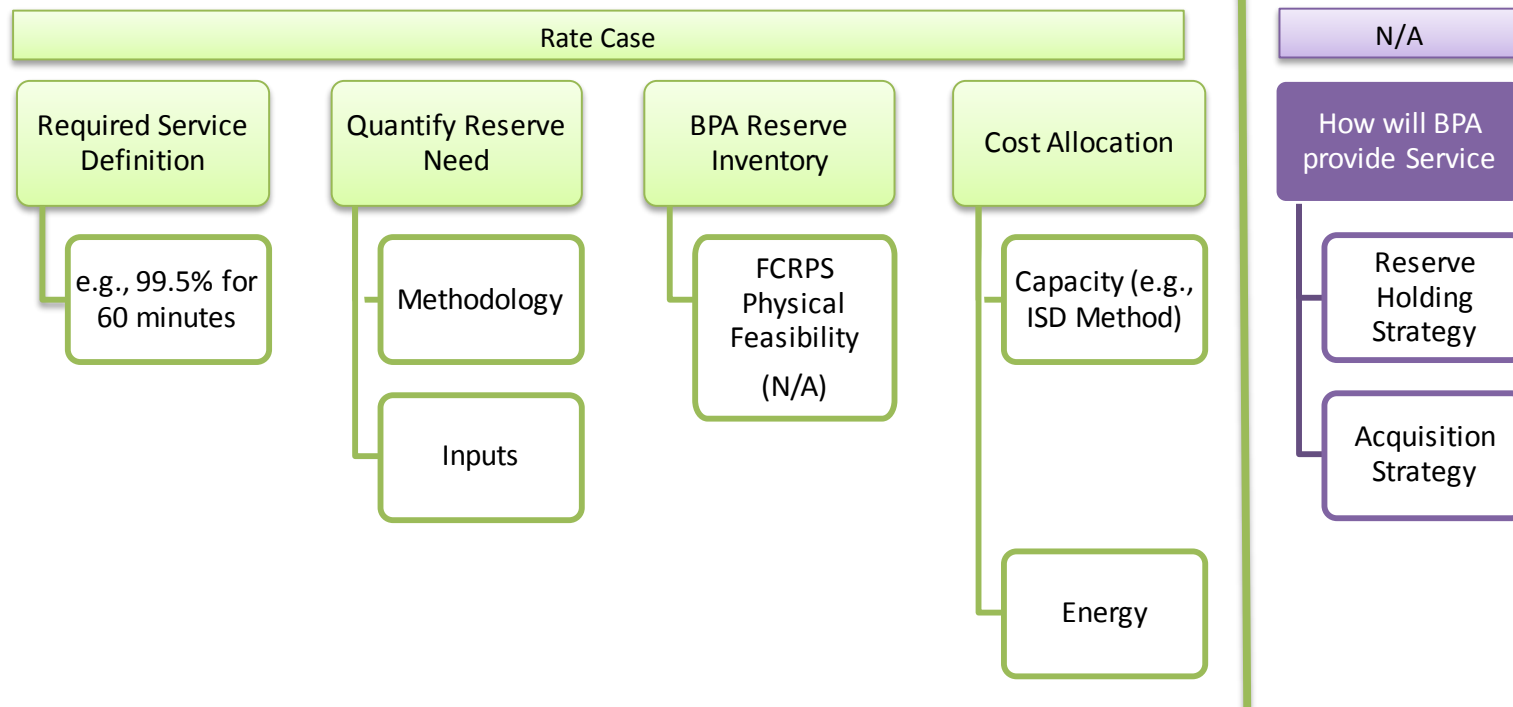 Rate Case
N/A
Required Service
Definition
Quantify Reserve
Need
BPA Reserve
Inventory
Cost Allocation
How will BPA
provide Service
e.g., 99.5% for
60 minutes
Methodology
Inputs
FCRPS
Physical
Feasibility
(N/A)
Capacity (e.g.,
ISD Method)
Energy
Reserve
Holding
Strategy
Acquisition
Strategy